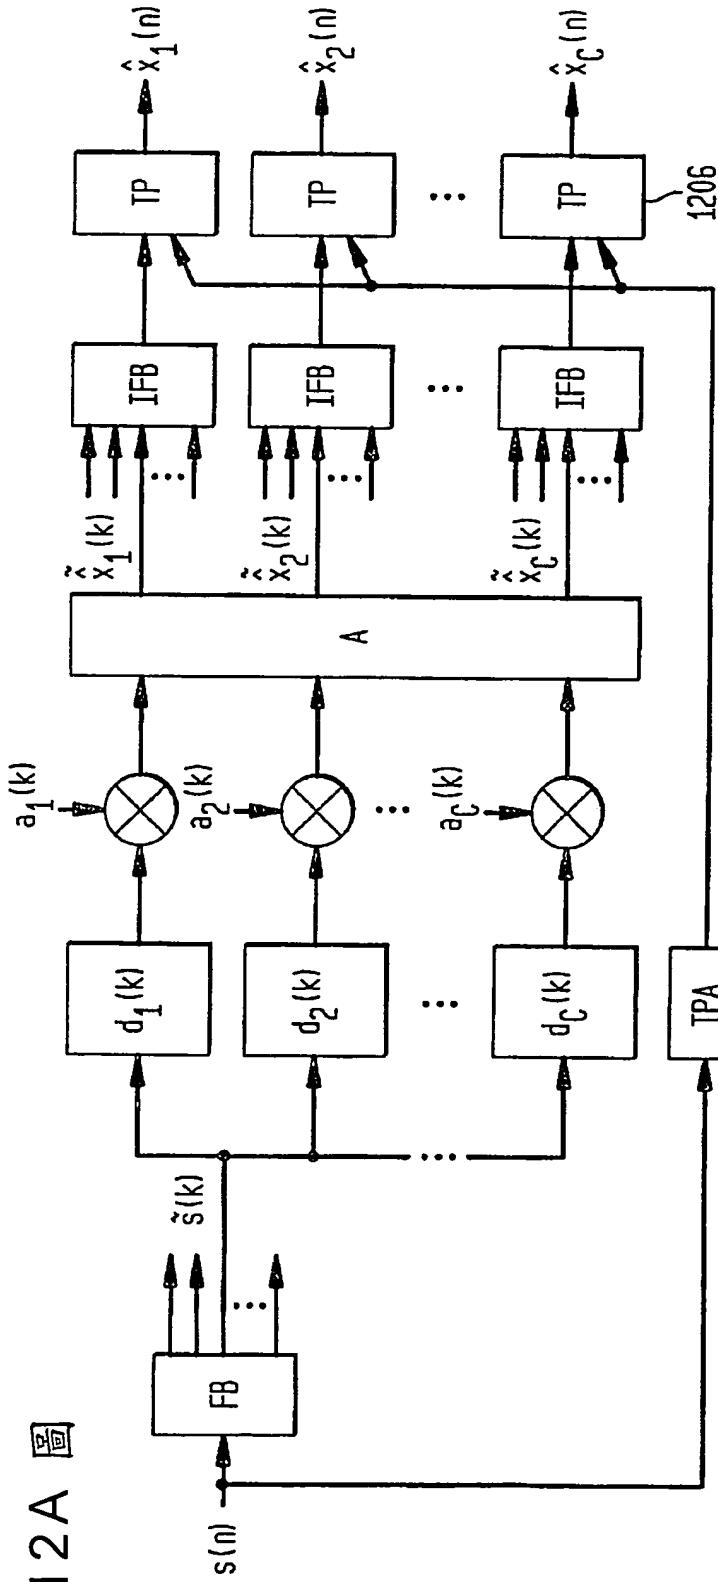 12A 圖
s(n)
FB
s̃(k)
d₁(k)
d₂(k)
...
d_C(k)
a₁(k)
a₂(k)
...
a_C(k)
A
x̃̂₁(k)
x̃̂₂(k)
x̃̂_C(k)
IFB
IFB
...
IFB
TP
TP
...
TP
1206
TPA
x̂₁(n)
x̂₂(n)
x̂_C(n)